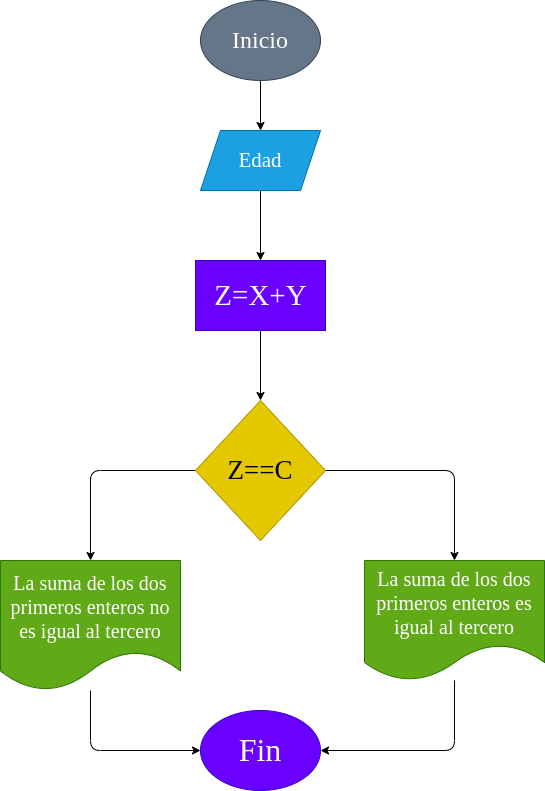 Inicio
Edad
Z=X+Y
Z==C
La suma de los dos
primeros enteros no
es igual al tercero
La suma de los dos
primeros enteros es
igual al tercero
Fin